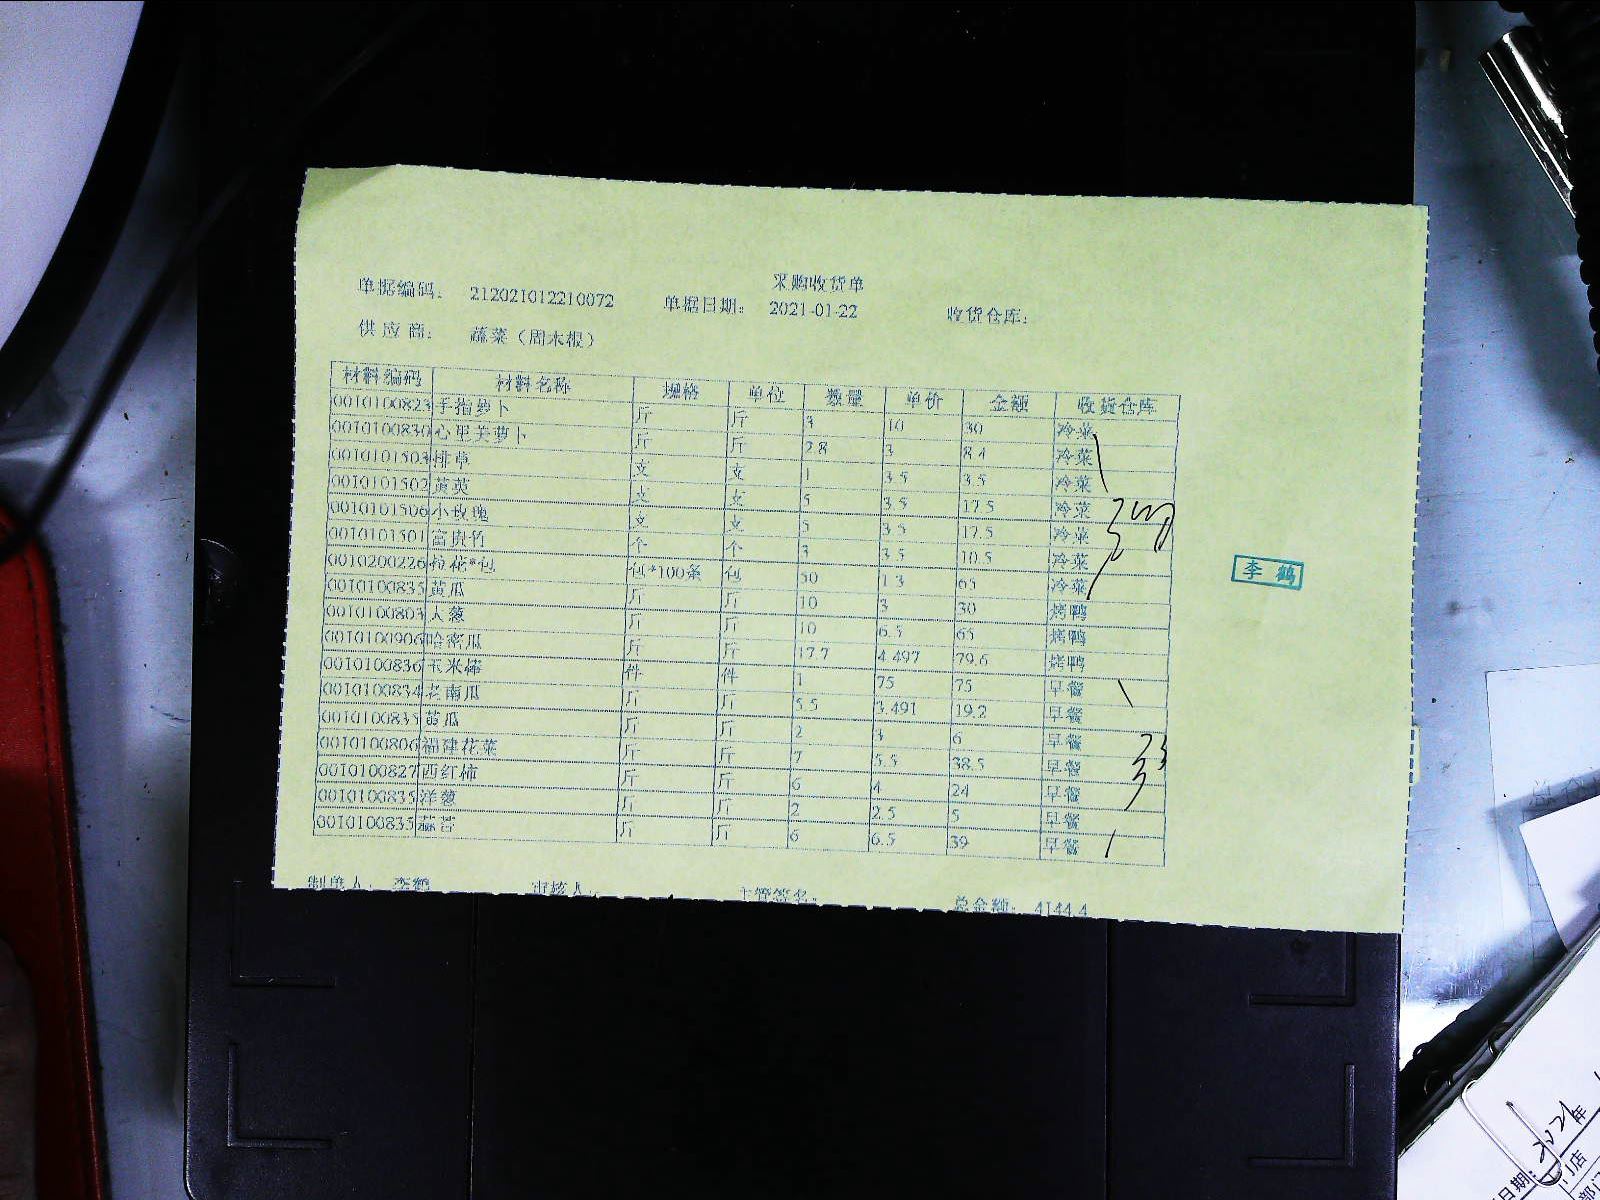 采购收货单
单据编码: 212021012210072 单据日期: 2021-01-22 收货仓库:
供应商: 蔬菜（周末根）
材料编码 材料名称 规格 单位 数量 单价 金额 收货仓库
0010100823 手指萝卜 斤 斤 3 10 30 冷菜
0010100830 心里美萝卜 斤 斤 2.8 3 8.4 冷菜
0010101503 排草 支 支 1 3.5 3.5 冷菜
0010101502 黄英 支 支 5 3.5 17.5 冷菜
0010101506 小玫瑰 支 支 5 3.5 17.5 冷菜
0010101501 富贵竹 个 个 3 3.5 10.5 冷菜
0010200226 拉花*包 包*100条 包 50 1.3 65 冷菜
0010100835 黄瓜 斤 斤 10 3 30 烤鸭
0010100803 大葱 斤 斤 10 6.5 65 烤鸭
0010100906 哈密瓜 斤 斤 17.7 4.497 79.6 烤鸭
0010100836 玉米棒 件 件 1 75 75 早餐
0010100834 老南瓜 斤 斤 5.5 3.491 19.2 早餐
0010100835 黄瓜 斤 斤 2 3 6 早餐
0010100806 福建花菜 斤 斤 7 5.5 38.5 早餐
0010100827 西红柿 斤 斤 6 4 24 早餐
0010100835 洋葱 斤 斤 2 2.5 5 早餐
0010100835 蒜苔 斤 斤 6 6.5 39 早餐
李鹤
制单人: 李鹤 审核人: 主管签名: 总金额: 4144.4
2021年
日期:
门店
部门